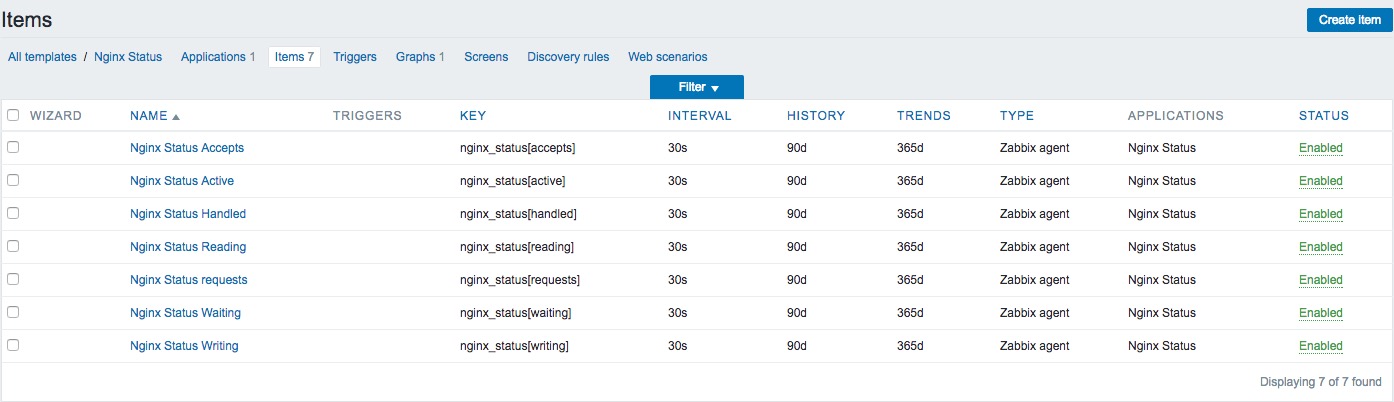 Items
Create item
All templates / Nginx Status Applications 1 Items 7 Triggers Graphs 1 Screens Discovery rules Web scenarios
Filter ▼
WIZARD NAME ▲ TRIGGERS KEY INTERVAL HISTORY TRENDS TYPE APPLICATIONS STATUS
Nginx Status Accepts nginx_status[accepts] 30s 90d 365d Zabbix agent Nginx Status Enabled
Nginx Status Active nginx_status[active] 30s 90d 365d Zabbix agent Nginx Status Enabled
Nginx Status Handled nginx_status[handled] 30s 90d 365d Zabbix agent Nginx Status Enabled
Nginx Status Reading nginx_status[reading] 30s 90d 365d Zabbix agent Nginx Status Enabled
Nginx Status requests nginx_status[requests] 30s 90d 365d Zabbix agent Nginx Status Enabled
Nginx Status Waiting nginx_status[waiting] 30s 90d 365d Zabbix agent Nginx Status Enabled
Nginx Status Writing nginx_status[writing] 30s 90d 365d Zabbix agent Nginx Status Enabled
Displaying 7 of 7 found